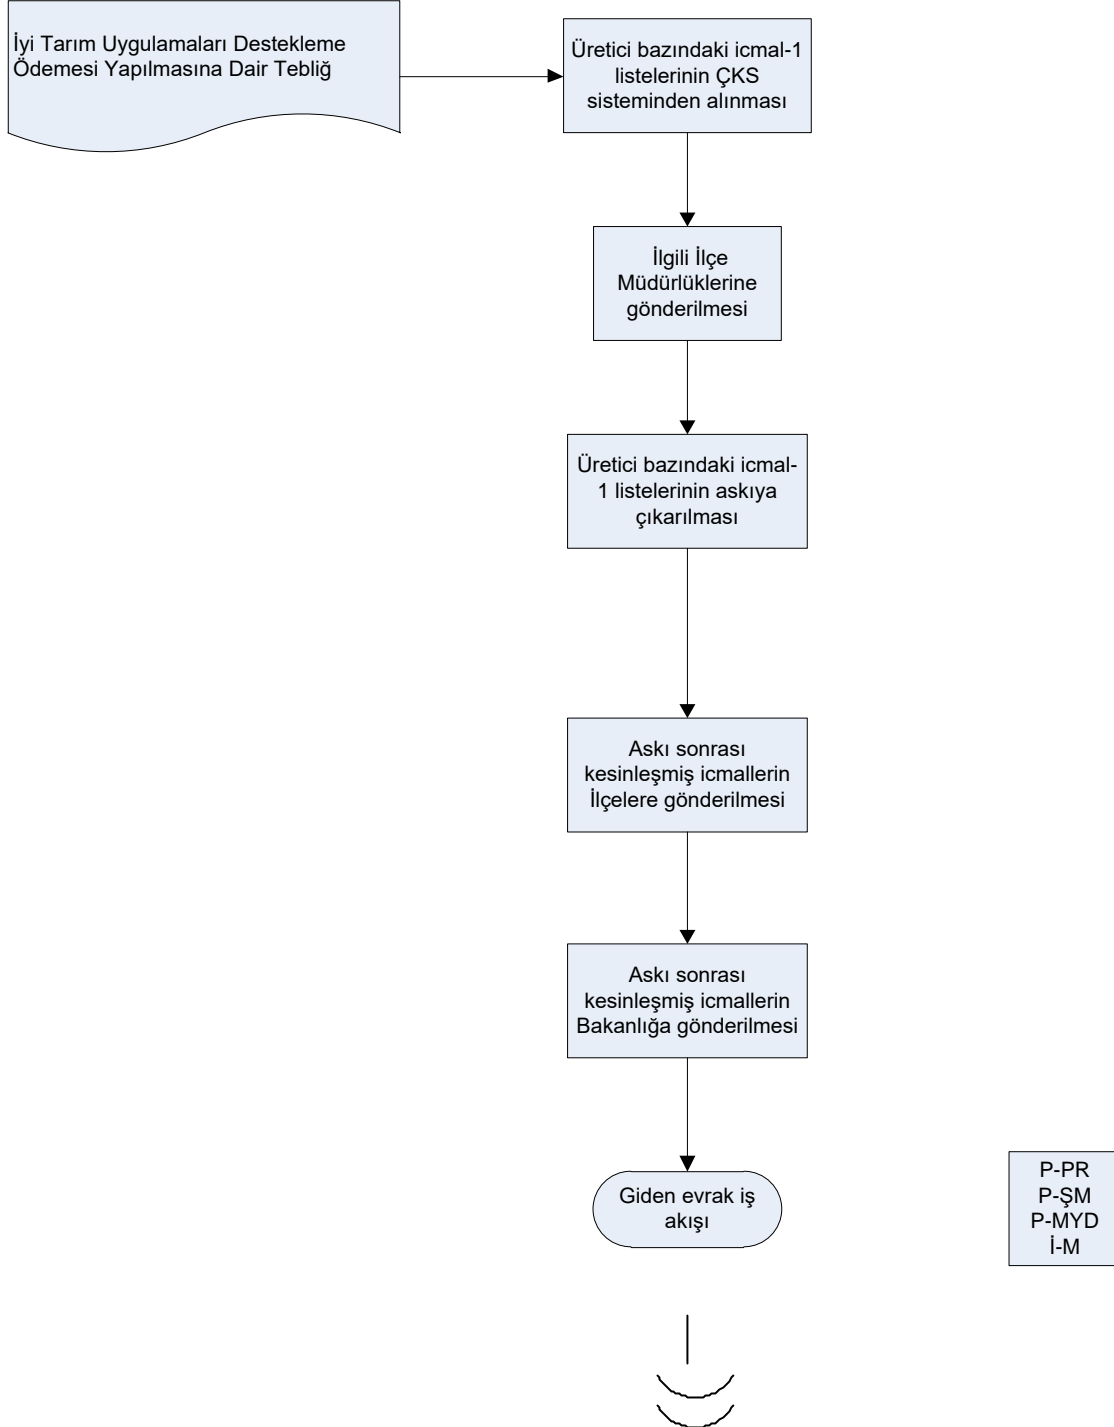 İyi Tarım Uygulamaları Destekleme
Ödemesi Yapılmasına Dair Tebliğ
Üretici bazındaki icmal-1
listelerinin ÇKS
sisteminden alınması
İlgili İlçe
Müdürlüklerine
gönderilmesi
Üretici bazındaki icmal-
1 listelerinin askıya
çıkarılması
Askı sonrası
kesinleşmiş icmallerin
İlçelere gönderilmesi
Askı sonrası
kesinleşmiş icmallerin
Bakanlığa gönderilmesi
Giden evrak iş
akışı
P-PR
P-ŞM
P-MYD
İ-M